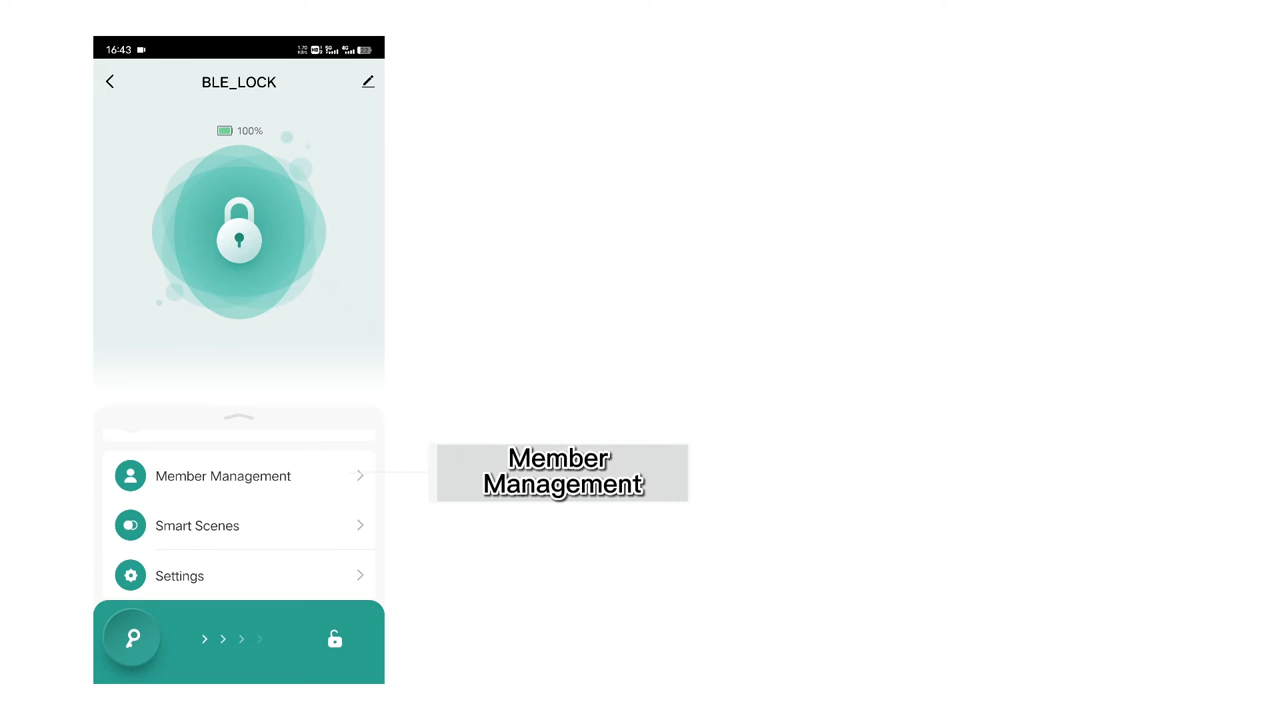 16:43
BLE_LOCK
100%
Member Management
Member
Management
Smart Scenes
Settings